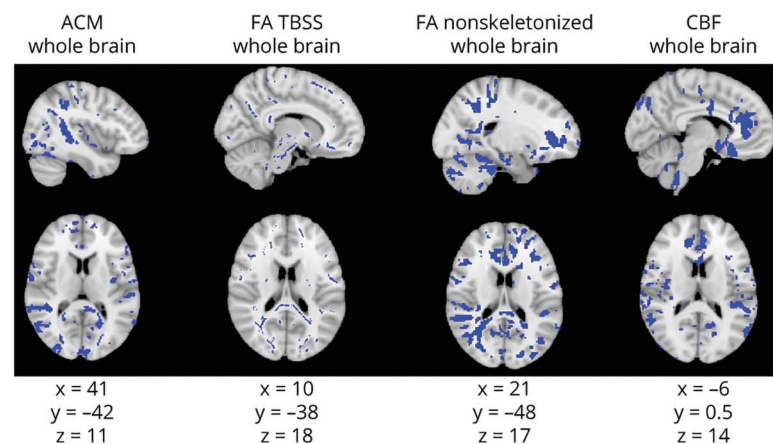 ACM
whole brain
FA TBSS
whole brain
FA nonskeletonized
whole brain
CBF
whole brain
x = 41
y = –42
z = 11
x = 10
y = –38
z = 18
x = 21
y = –48
z = 17
x = –6
y = 0.5
z = 14